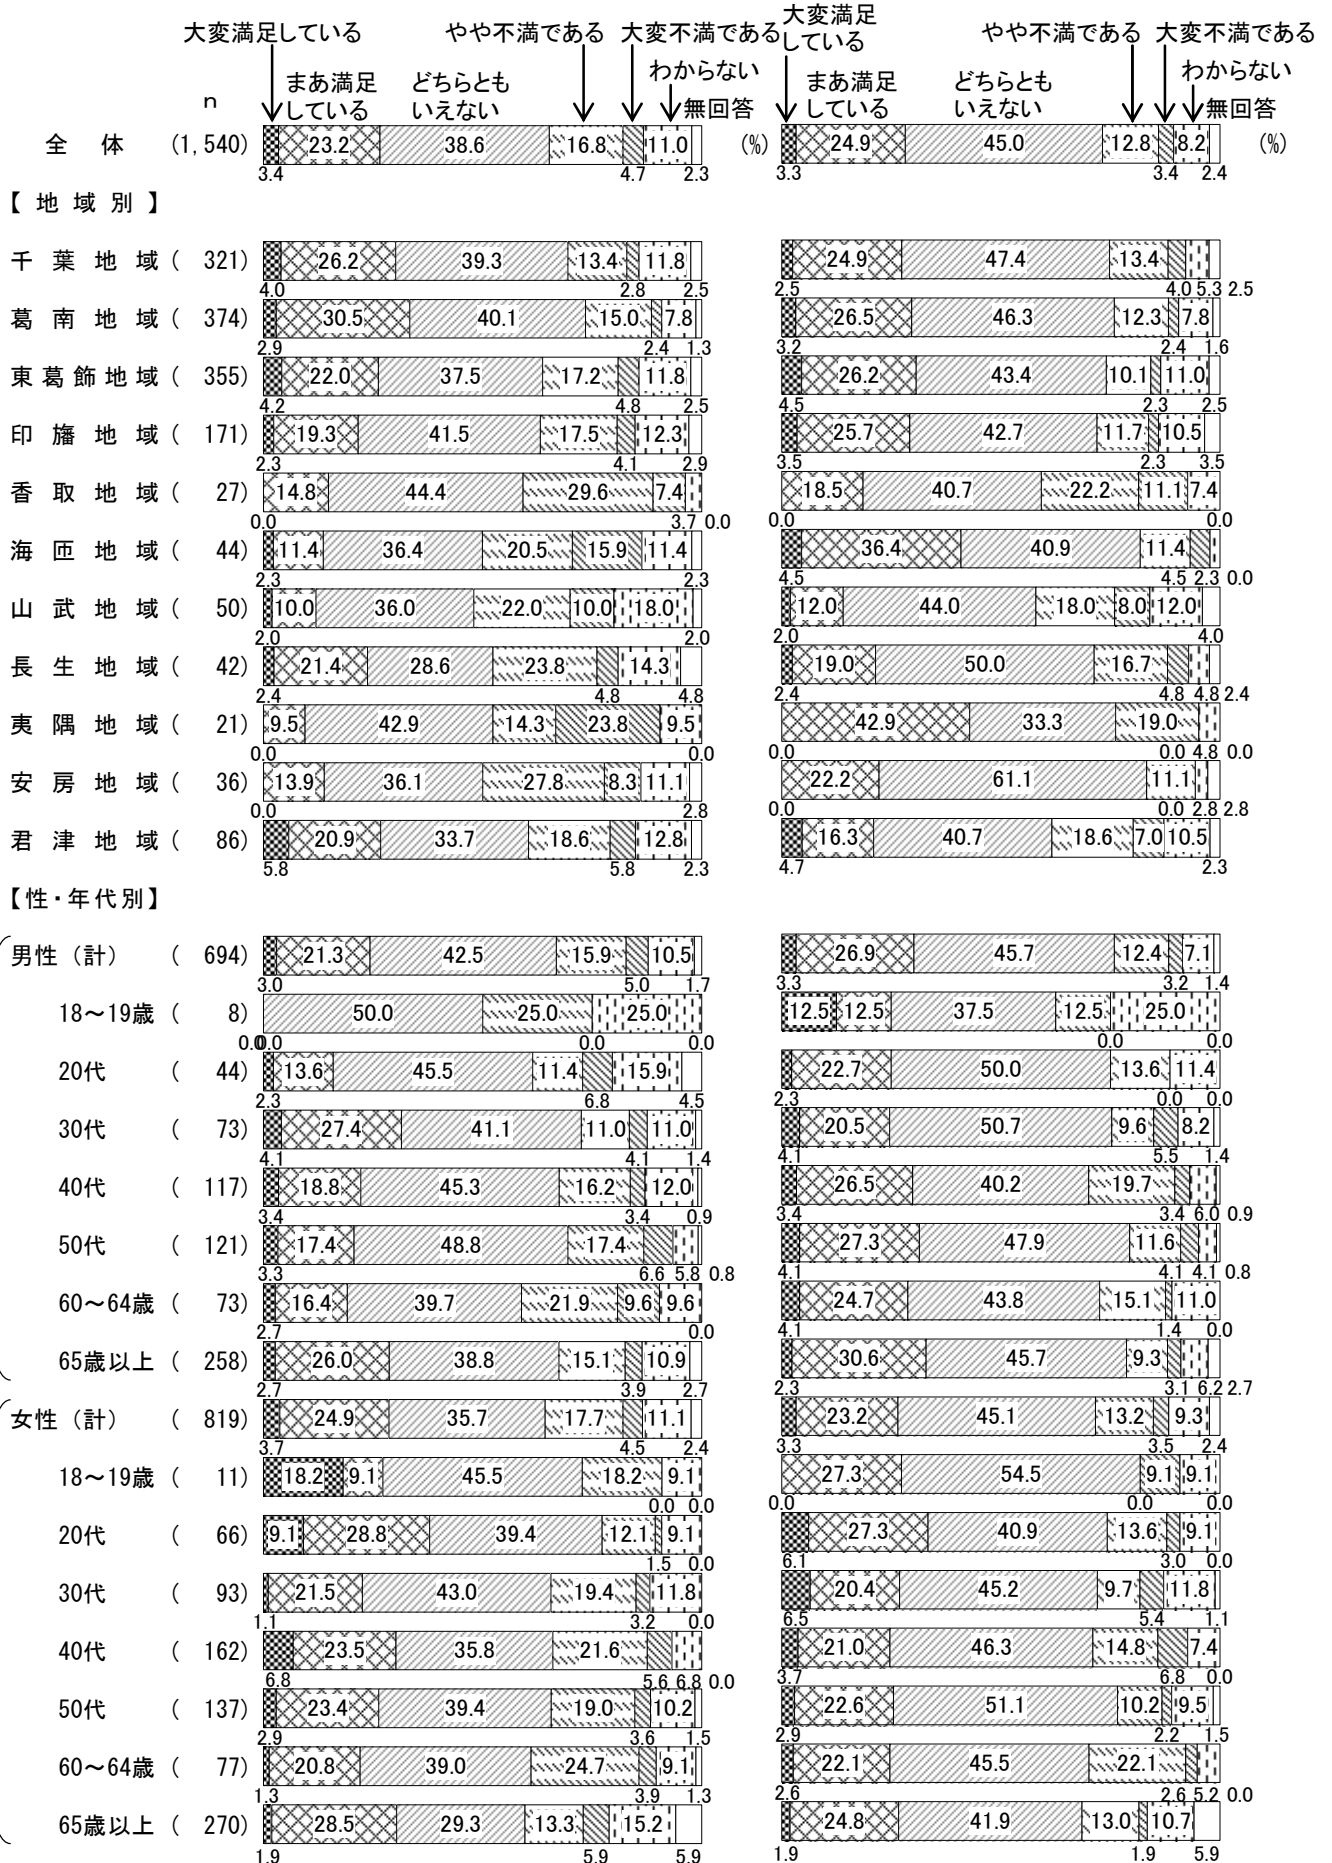 大変満足している やや不満である 大変不満である 大変満足している やや不満である 大変不満である
まあ満足している どちらともいえない わからない まあ満足している どちらともいえない わからない
n 無回答 無回答
全体 (1,540) 23.2 38.6 16.8 11.0 (%) 24.9 45.0 12.8 8.2 (%)
3.4 4.7 2.3 3.3 3.4 2.4
【地域別】
千葉地域( 321) 26.2 39.3 13.4 11.8 24.9 47.4 13.4
4.0 2.8 2.5 2.5 4.0 5.3 2.5
葛南地域( 374) 30.5 40.1 15.0 7.8 26.5 46.3 12.3 7.8
2.9 2.4 1.3 3.2 2.4 1.6
東葛飾地域( 355) 22.0 37.5 17.2 11.8 26.2 43.4 10.1 11.0
4.2 4.8 2.5 4.5 2.3 2.5
印旛地域( 171) 19.3 41.5 17.5 12.3 25.7 42.7 11.7 10.5
2.3 4.1 2.9 3.5 2.3 3.5
香取地域( 27) 14.8 44.4 29.6 7.4 18.5 40.7 22.2 11.1 7.4
0.0 3.7 0.0 0.0 0.0
海匝地域( 44) 11.4 36.4 20.5 15.9 11.4 36.4 40.9 11.4
2.3 2.3 4.5 4.5 2.3 0.0
山武地域( 50) 10.0 36.0 22.0 10.0 18.0 12.0 44.0 18.0 8.0 12.0
2.0 2.0 2.0 4.0
長生地域( 42) 21.4 28.6 23.8 14.3 19.0 50.0 16.7
2.4 4.8 4.8 2.4 4.8 4.8 2.4
夷隅地域( 21) 9.5 42.9 14.3 23.8 9.5 42.9 33.3 19.0
0.0 0.0 0.0 0.0 4.8 0.0
安房地域( 36) 13.9 36.1 27.8 8.3 11.1 22.2 61.1 11.1
0.0 2.8 0.0 0.0 2.8 2.8
君津地域( 86) 20.9 33.7 18.6 12.8 16.3 40.7 18.6 7.0 10.5
5.8 5.8 2.3 4.7 2.3
【性・年代別】
男性(計) ( 694) 21.3 42.5 15.9 10.5 26.9 45.7 12.4 7.1
3.0 5.0 1.7 3.3 3.2 1.4
18~19歳( 8) 50.0 25.0 25.0 12.5 12.5 37.5 12.5 25.0
0.0 0.0 0.0 0.0 0.0 0.0
20代 ( 44) 13.6 45.5 11.4 15.9 22.7 50.0 13.6 11.4
2.3 6.8 4.5 2.3 0.0 0.0
30代 ( 73) 27.4 41.1 11.0 11.0 20.5 50.7 9.6 8.2
4.1 4.1 1.4 4.1 5.5 1.4
40代 ( 117) 18.8 45.3 16.2 12.0 26.5 40.2 19.7
3.4 3.4 0.9 3.4 3.4 6.0 0.9
50代 ( 121) 17.4 48.8 17.4 27.3 47.9 11.6
3.3 6.6 5.8 0.8 4.1 4.1 4.1 0.8
60~64歳( 73) 16.4 39.7 21.9 9.6 9.6 24.7 43.8 15.1 11.0
2.7 0.0 4.1 1.4 0.0
65歳以上( 258) 26.0 38.8 15.1 10.9 30.6 45.7 9.3
2.7 3.9 2.7 2.3 3.1 6.2 2.7
女性(計) ( 819) 24.9 35.7 17.7 11.1 23.2 45.1 13.2 9.3
3.7 4.5 2.4 3.3 3.5 2.4
18~19歳( 11) 18.2 9.1 45.5 18.2 9.1 27.3 54.5 9.1 9.1
0.0 0.0 0.0 0.0 0.0
20代 ( 66) 9.1 28.8 39.4 12.1 9.1 27.3 40.9 13.6 9.1
1.5 0.0 6.1 3.0 0.0
30代 ( 93) 21.5 43.0 19.4 11.8 20.4 45.2 9.7 11.8
1.1 3.2 0.0 6.5 5.4 1.1
40代 ( 162) 23.5 35.8 21.6 21.0 46.3 14.8 7.4
6.8 5.6 6.8 0.0 3.7 6.8 0.0
50代 ( 137) 23.4 39.4 19.0 10.2 22.6 51.1 10.2 9.5
2.9 3.6 1.5 2.9 2.2 1.5
60~64歳( 77) 20.8 39.0 24.7 9.1 22.1 45.5 22.1
1.3 3.9 1.3 2.6 2.6 5.2 0.0
65歳以上( 270) 28.5 29.3 13.3 15.2 24.8 41.9 13.0 10.7
1.9 5.9 5.9 1.9 1.9 5.9